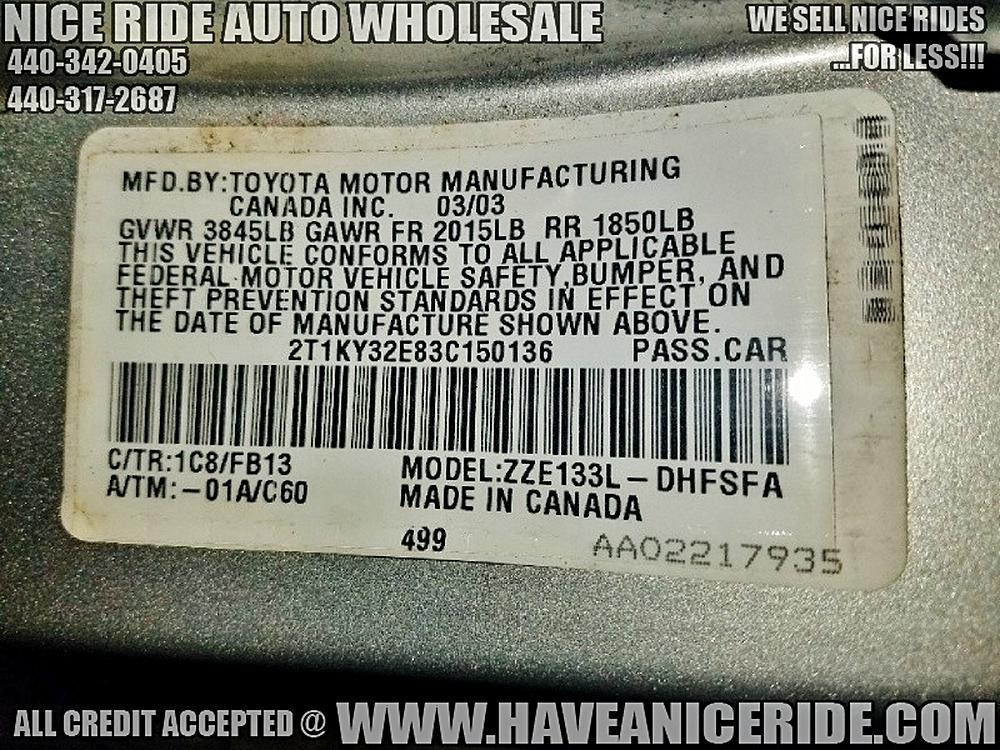 NICE RIDE AUTO WHOLESALE
WE SELL NICE RIDES
440-342-0405
...FOR LESS!!!
440-317-2687
MFD.BY:TOYOTA MOTOR MANUFACTURING
CANADA INC. 03/03
GVWR 3845LB GAWR FR 2015LB RR 1850LB
THIS VEHICLE CONFORMS TO ALL APPLICABLE
FEDERAL MOTOR VEHICLE SAFETY,BUMPER, AND
THEFT PREVENTION STANDARDS IN EFFECT ON
THE DATE OF MANUFACTURE SHOWN ABOVE.
2T1KY32E83C150136 PASS.CAR
C/TR:1C8/FB13
MODEL:ZZE133L-DHFSFA
A/TM:-01A/C60
MADE IN CANADA
499
AA02217935
ALL CREDIT ACCEPTED @ WWW.HAVEANICERIDE.COM